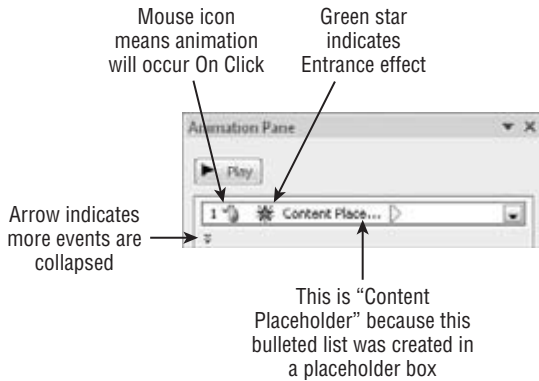 Mouse icon
means animation
will occur On Click
Green star
indicates
Entrance effect
Animation Pane
Play
1 Content Place...
Arrow indicates
more events are
collapsed
This is “Content
Placeholder” because this
bulleted list was created in
a placeholder box